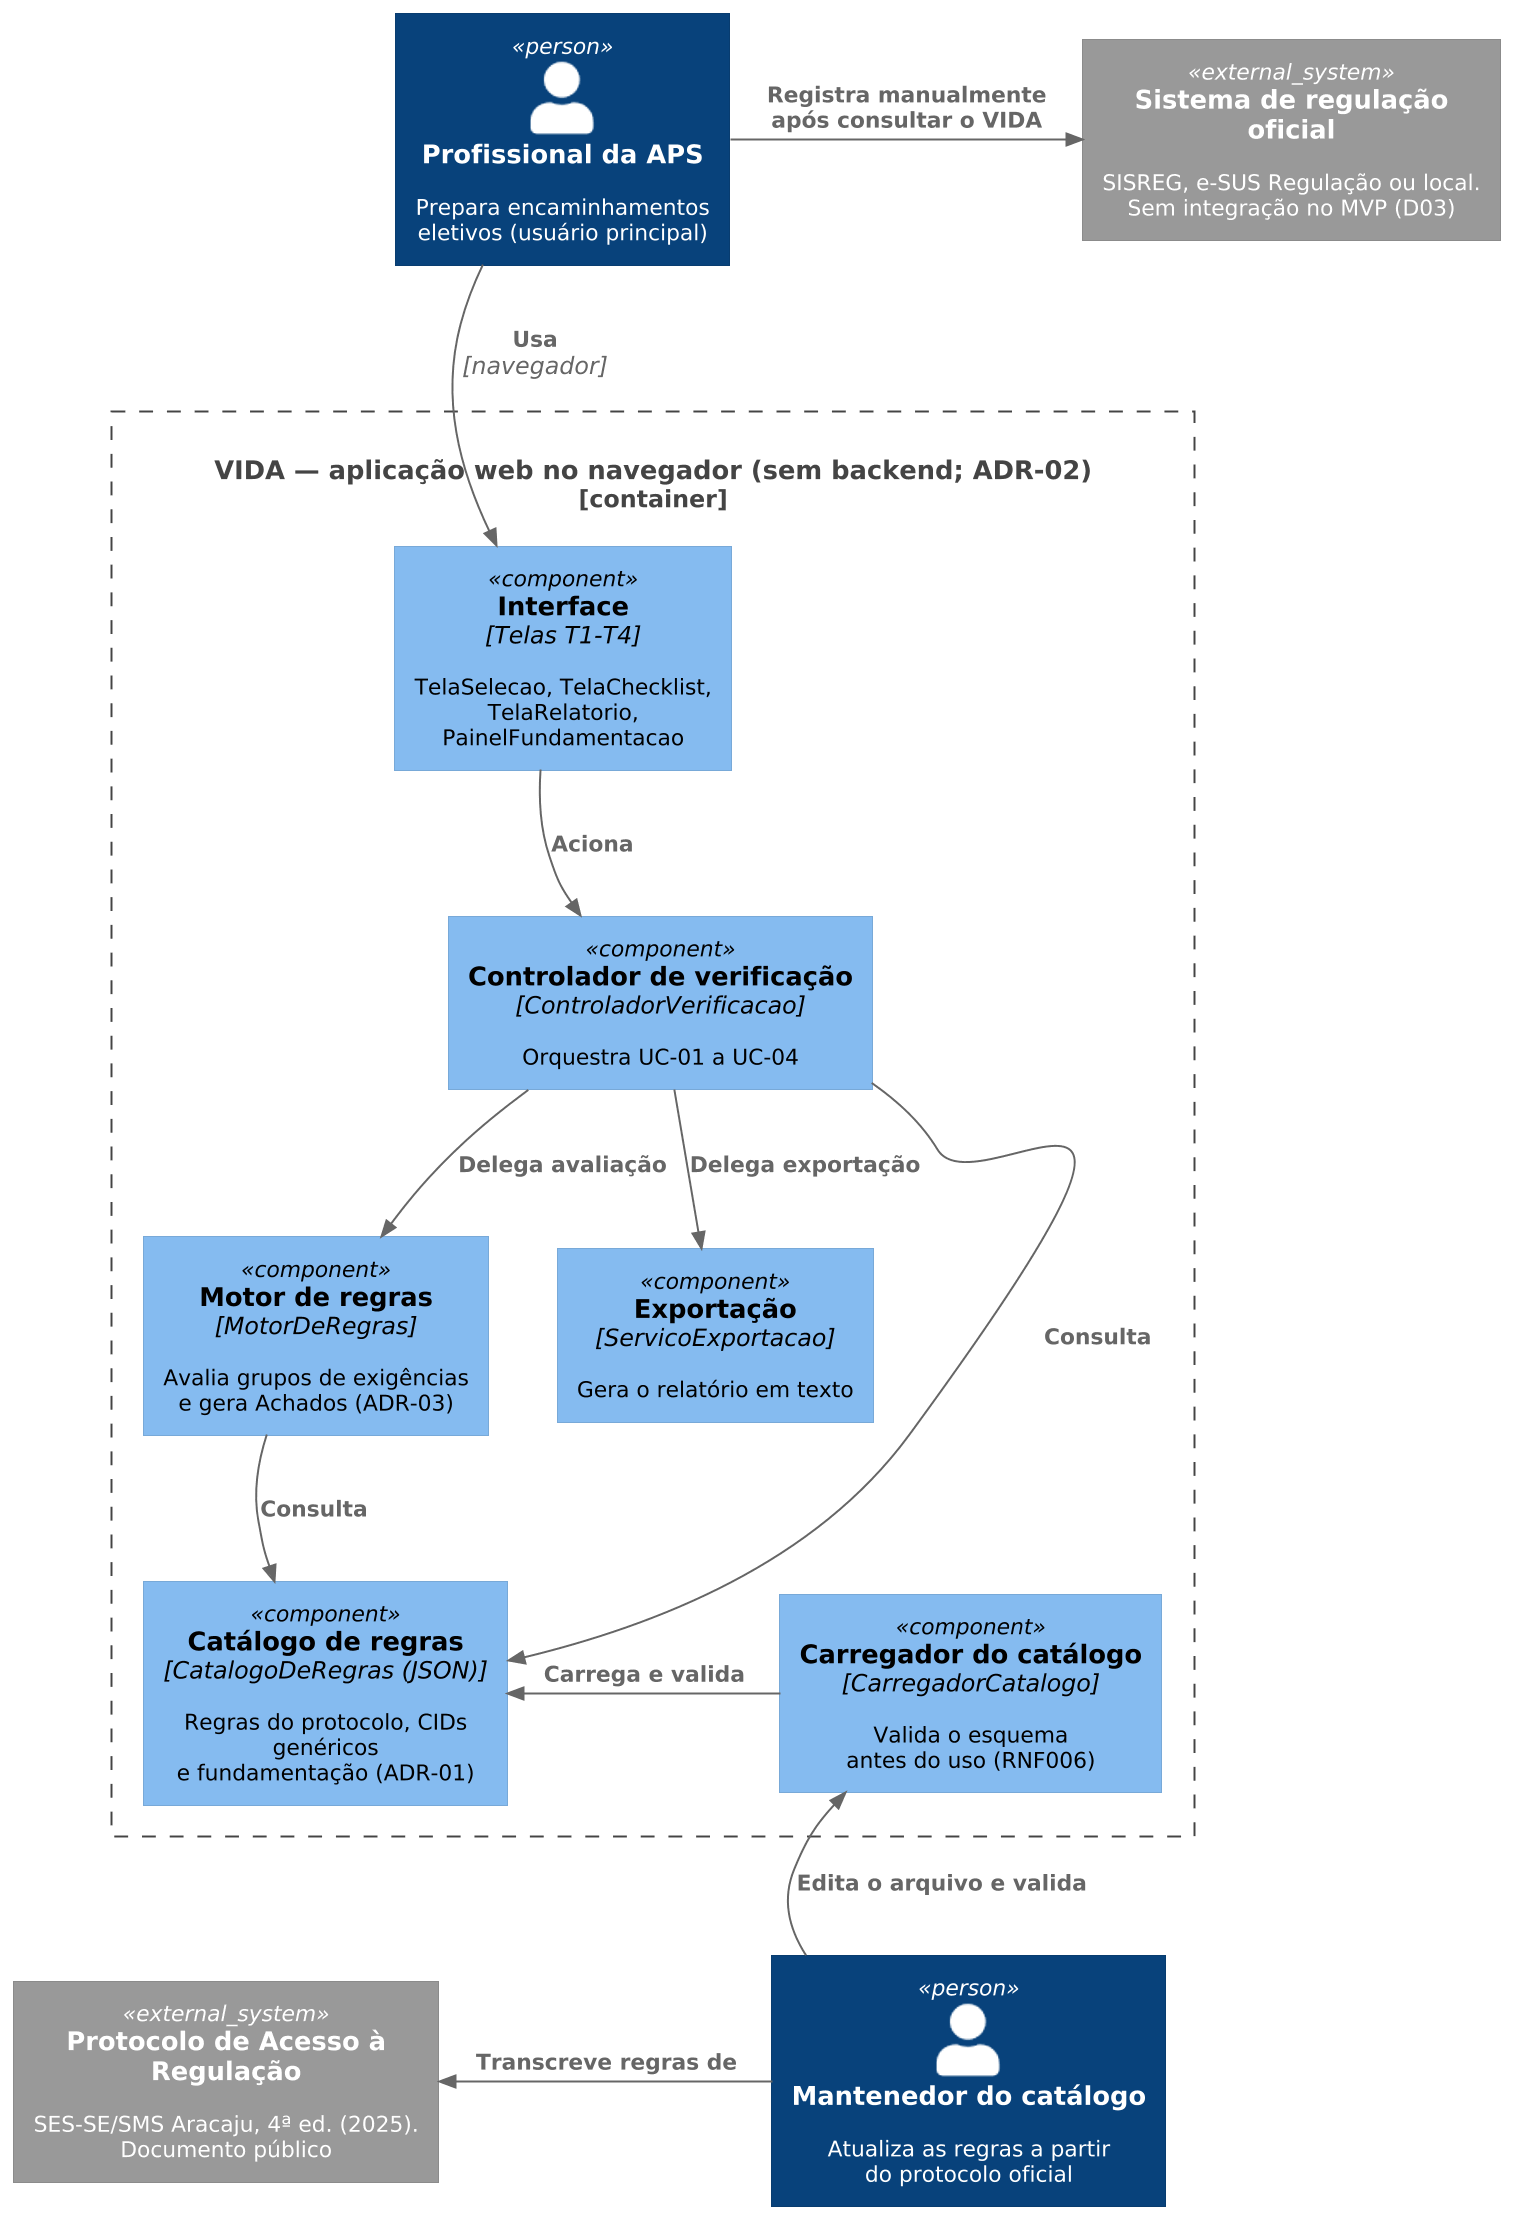 «person»
Profissional da APS
Prepara encaminhamentos
eletivos (usuário principal)
Registra manualmente
após consultar o VIDA
«external_system»
Sistema de regulação
oficial
SISREG, e-SUS Regulação ou local.
Sem integração no MVP (D03)
Usa
[navegador]
VIDA — aplicação web no navegador (sem backend; ADR-02)
[container]
«component»
Interface
[Telas T1-T4]
TelaSelecao, TelaChecklist,
TelaRelatorio,
PainelFundamentacao
Aciona
«component»
Controlador de verificação
[ControladorVerificacao]
Orquestra UC-01 a UC-04
Delega avaliação
Delega exportação
«component»
Motor de regras
[MotorDeRegras]
Avalia grupos de exigências
e gera Achados (ADR-03)
«component»
Exportação
[ServicoExportacao]
Gera o relatório em texto
Consulta
Consulta
«component»
Catálogo de regras
[CatalogoDeRegras (JSON)]
Regras do protocolo, CIDs
genéricos
e fundamentação (ADR-01)
Carrega e valida
«component»
Carregador do catálogo
[CarregadorCatalogo]
Valida o esquema
antes do uso (RNF006)
Edita o arquivo e valida
«external_system»
Protocolo de Acesso à
Regulação
SES-SE/SMS Aracaju, 4ª ed. (2025).
Documento público
Transcreve regras de
«person»
Mantenedor do catálogo
Atualiza as regras a partir
do protocolo oficial